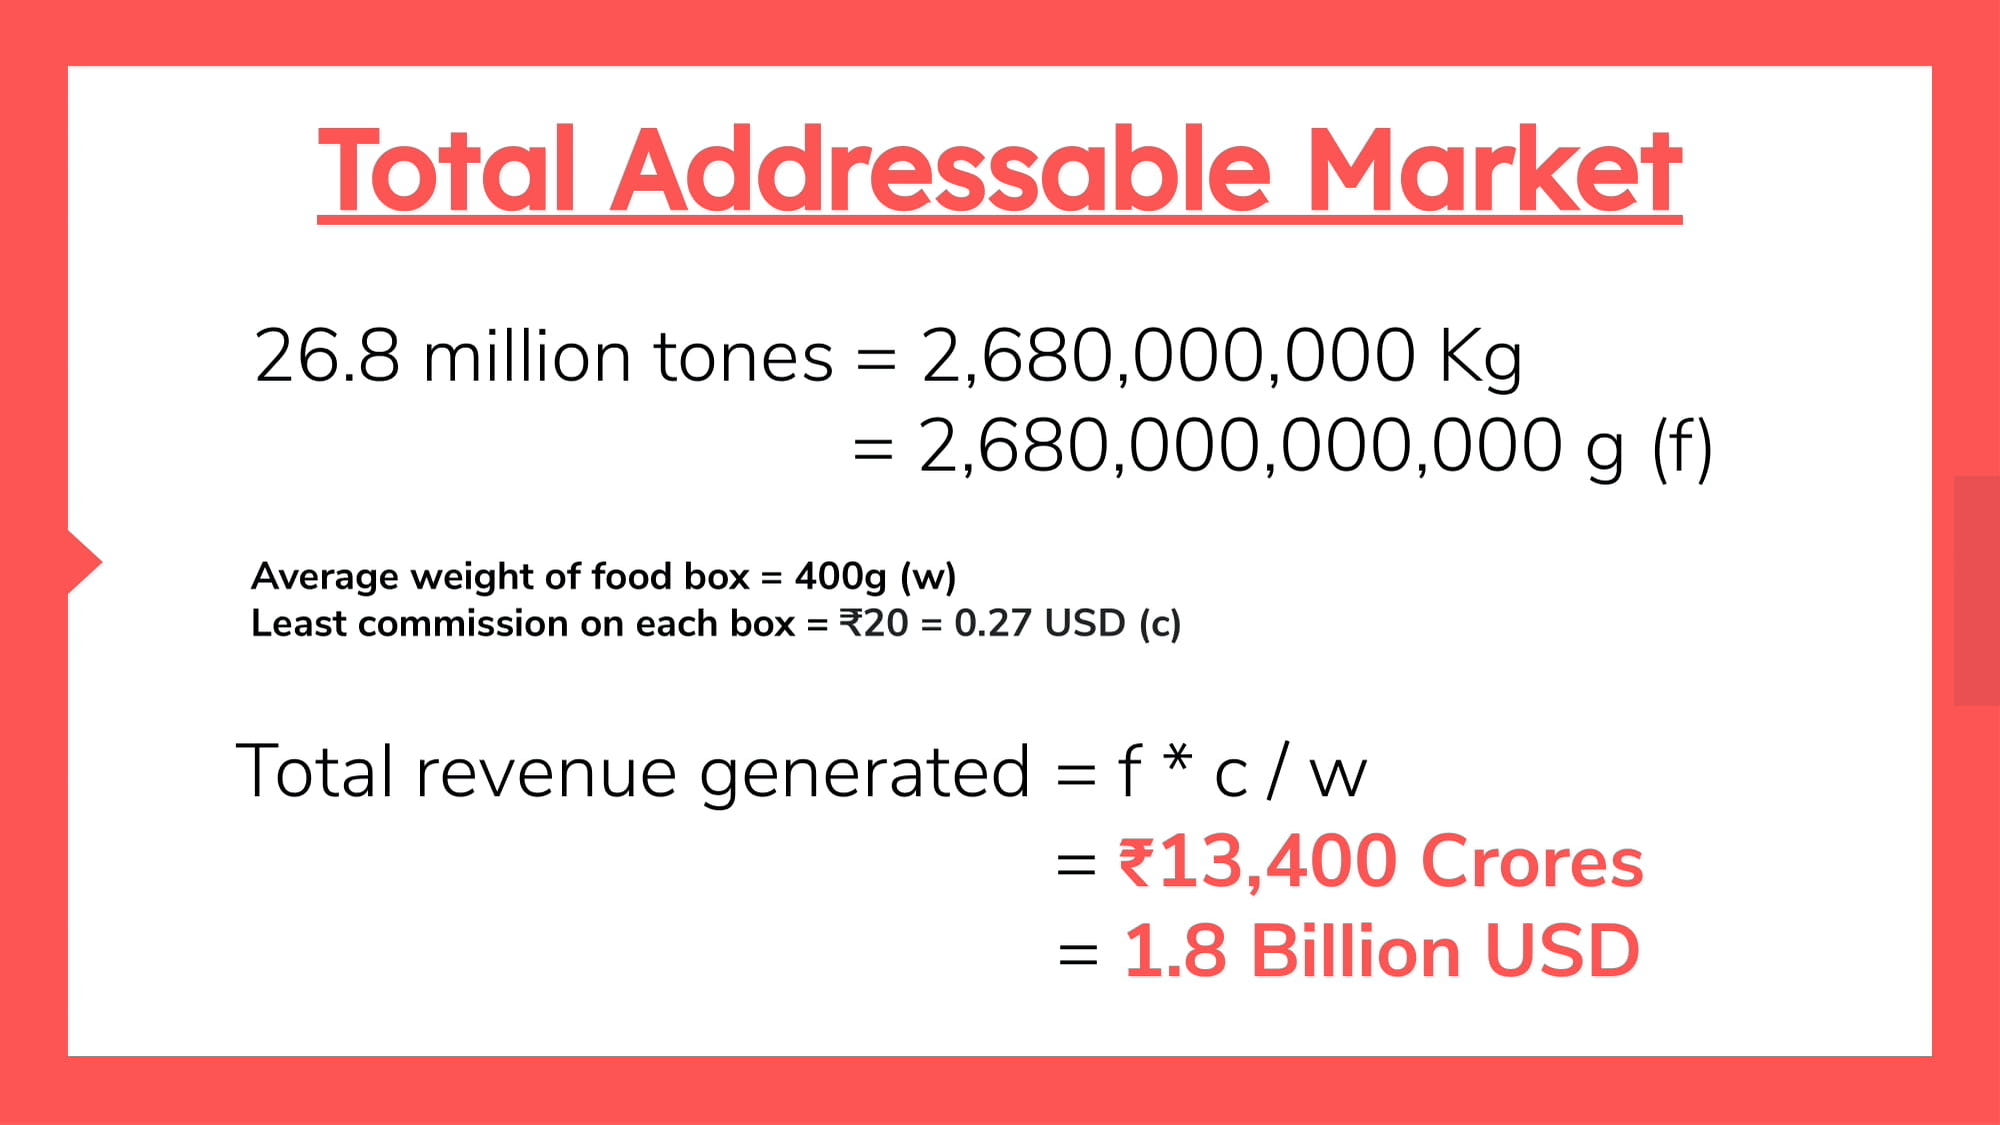 Total Addressable Market
26.8 million tones = 2,680,000,000 Kg
= 2,680,000,000,000 g (f)
Average weight of food box = 400g (w)
Least commission on each box = ₹20 = 0.27 USD (c)
Total revenue generated = f * c / w
= ₹13,400 Crores
= 1.8 Billion USD